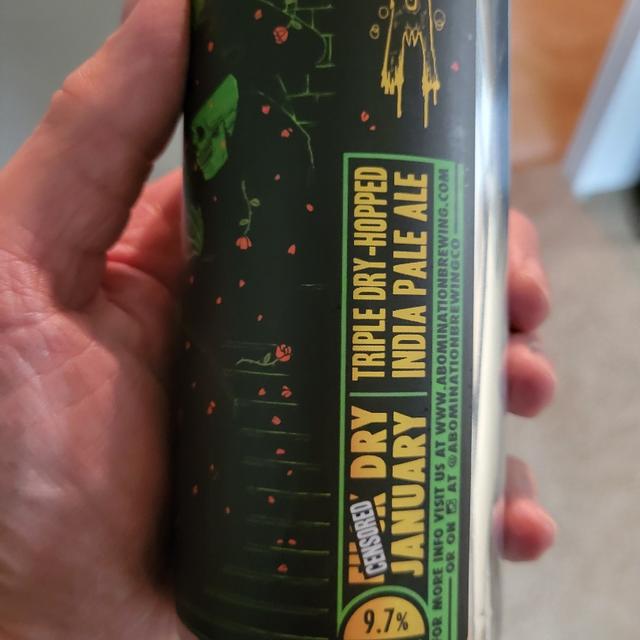 9.7%
CENSORED DRY
JANUARY
TRIPLE DRY-HOPPED
INDIA PALE ALE
FOR MORE INFO VISIT US AT WWW.ABOMINATIONBREWING.COM
OR ON AT @ABOMINATIONBREWINGCO